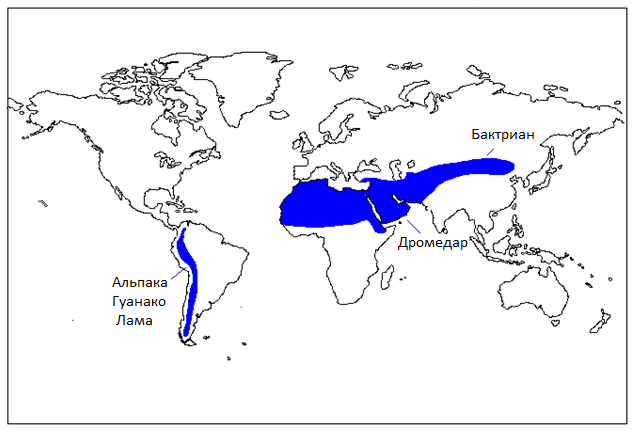 Бактриан
Дромедар
Альпака
Гуанако
Лама